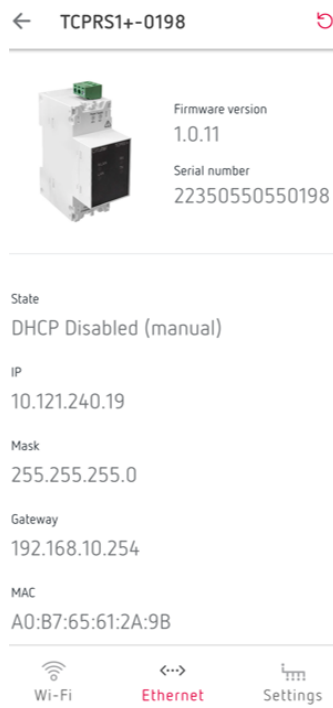 TCPRS1+-0198
Firmware version
1.0.11
Serial number
22350550550198
State
DHCP Disabled (manual)
IP
10.121.240.19
Mask
255.255.255.0
Gateway
192.168.10.254
MAC
A0:B7:65:61:2A:9B
Wi-Fi
Ethernet
Settings